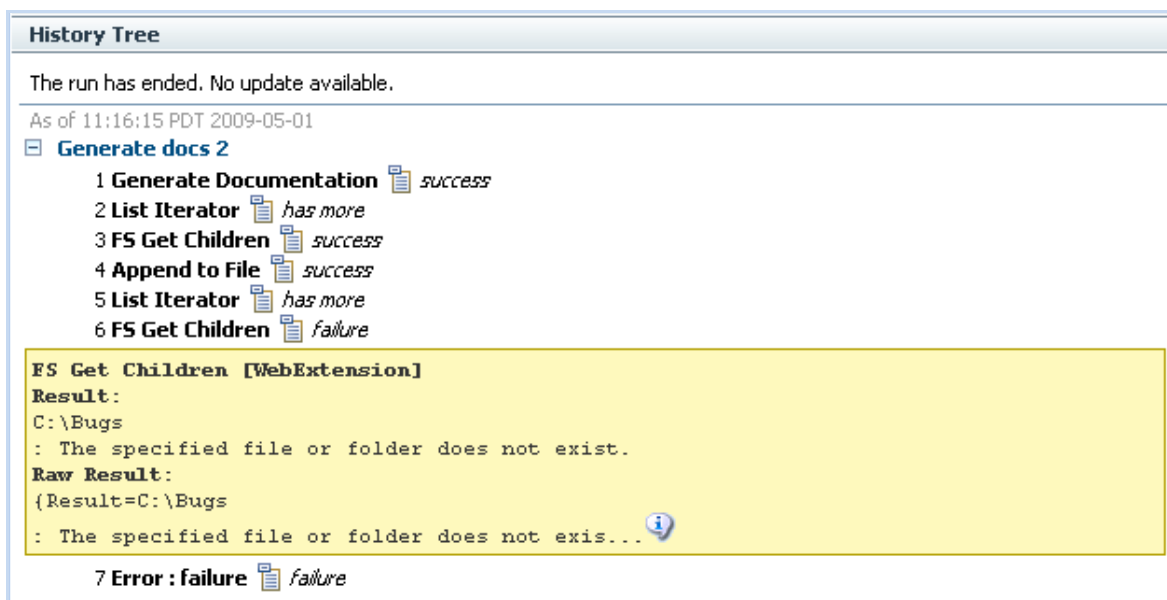 History Tree
The run has ended. No update available.
As of 11:16:15 PDT 2009-05-01
Generate docs 2
1 Generate Documentation success
2 List Iterator has more
3 FS Get Children success
4 Append to File success
5 List Iterator has more
6 FS Get Children failure
FS Get Children [WebExtension]
Result:
C:\Bugs
: The specified file or folder does not exist.
Raw Result:
{Result=C:\Bugs
: The specified file or folder does not exis...
7 Error : failure failure